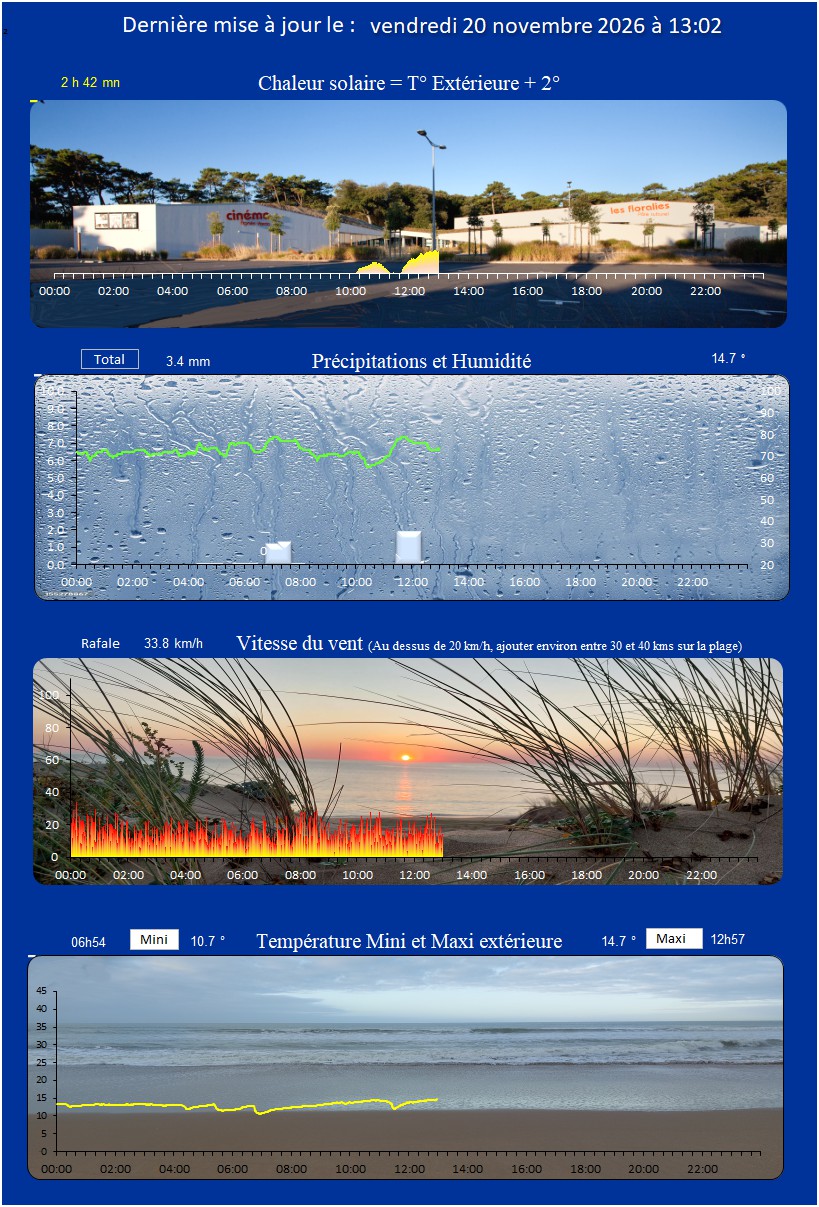 Dernière mise à jour le : vendredi 20 novembre 2026 à 13:02
2 h 42 mn Chaleur solaire = T° Extérieure + 2°
cinéma
les floralies
00:00 02:00 04:00 06:00 08:00 10:00 12:00 14:00 16:00 18:00 20:00 22:00
Total 3.4 mm Précipitations et Humidité 14.7 °
10.0 100
9.0 90
8.0 80
7.0 70
6.0 60
5.0 50
4.0 40
3.0
2.0 30
1.0
0
0.0 20
00:00 02:00 04:00 06:00 08:00 10:00 12:00 14:00 16:00 18:00 20:00 22:00
Rafale 33.8 km/h Vitesse du vent (Au dessus de 20 km/h, ajouter environ entre 30 et 40 kms sur la plage)
100
80
60
40
20
0
00:00 02:00 04:00 06:00 08:00 10:00 12:00 14:00 16:00 18:00 20:00 22:00
06h54 Mini 10.7 ° Température Mini et Maxi extérieure 14.7 ° Maxi 12h57
45
40
35
30
25
20
15
10
5
0
00:00 02:00 04:00 06:00 08:00 10:00 12:00 14:00 16:00 18:00 20:00 22:00